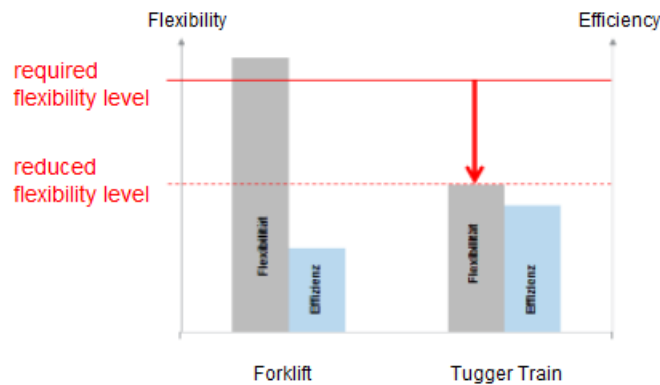 Flexibility
Efficiency
required
flexibility level
reduced
flexibility level
Flexibilität
Effizienz
Flexibilität
Effizienz
Forklift
Tugger Train